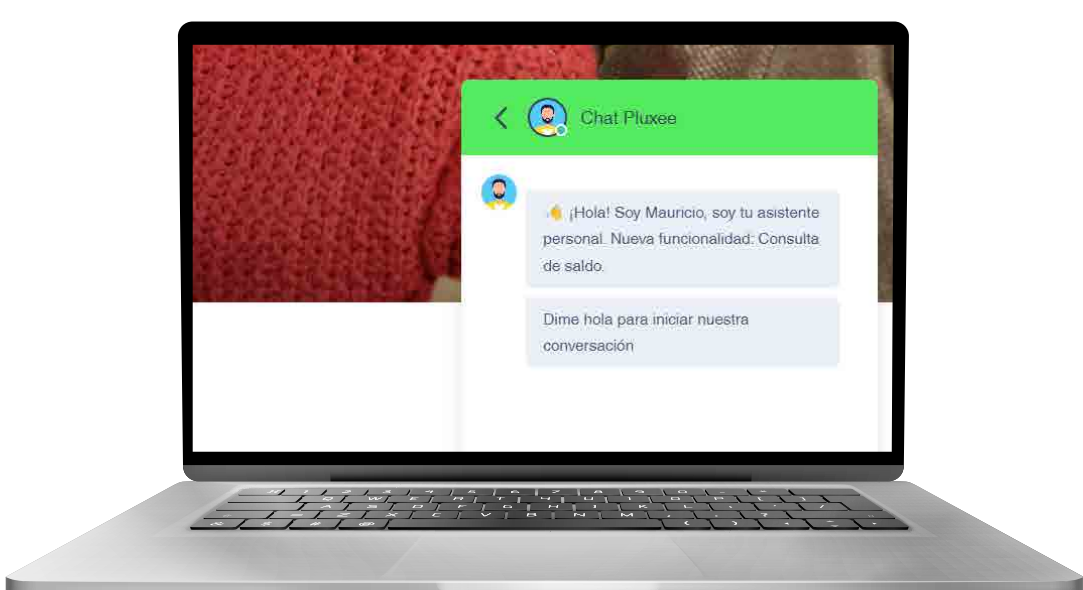 Chat Pluxee
👋 ¡Hola! Soy Mauricio, soy tu asistente
personal. Nueva funcionalidad: Consulta
de saldo.
Dime hola para iniciar nuestra
conversación